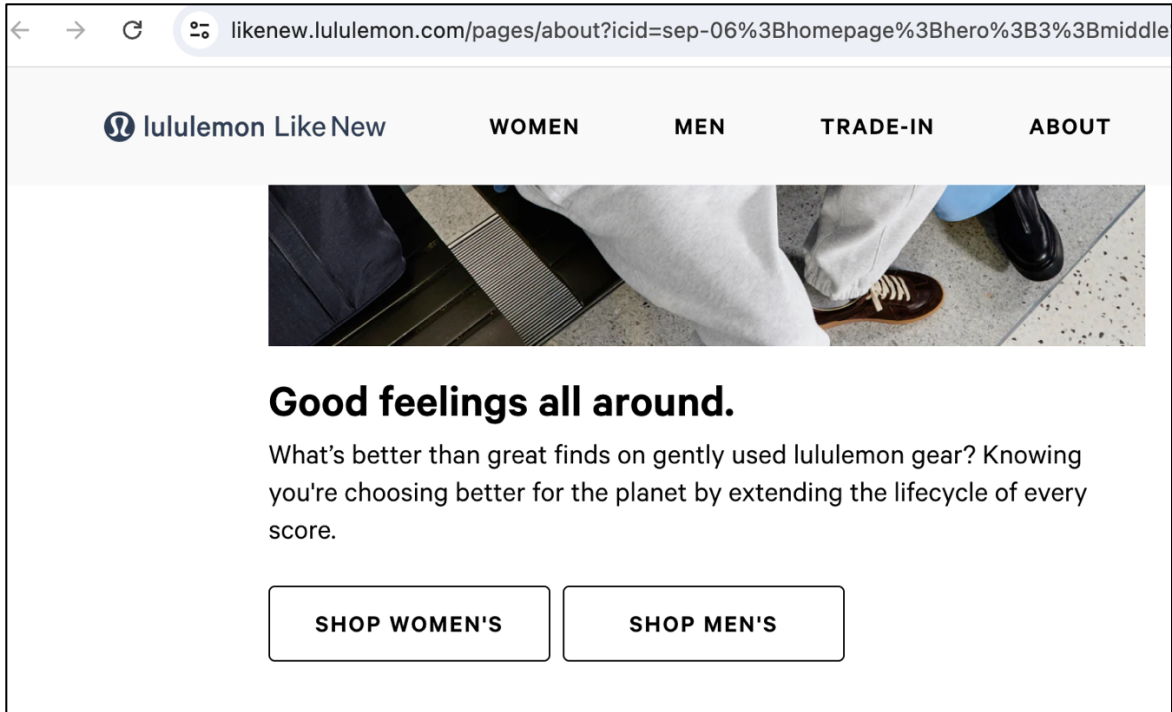 likenew.lululemon.com/pages/about?icid=sep-06%3Bhomepage%3Bhero%3B3%3Bmiddle
lululemon Like New WOMEN MEN TRADE-IN ABOUT
Good feelings all around.
What’s better than great finds on gently used lululemon gear? Knowing
you're choosing better for the planet by extending the lifecycle of every
score.
SHOP WOMEN'S SHOP MEN'S